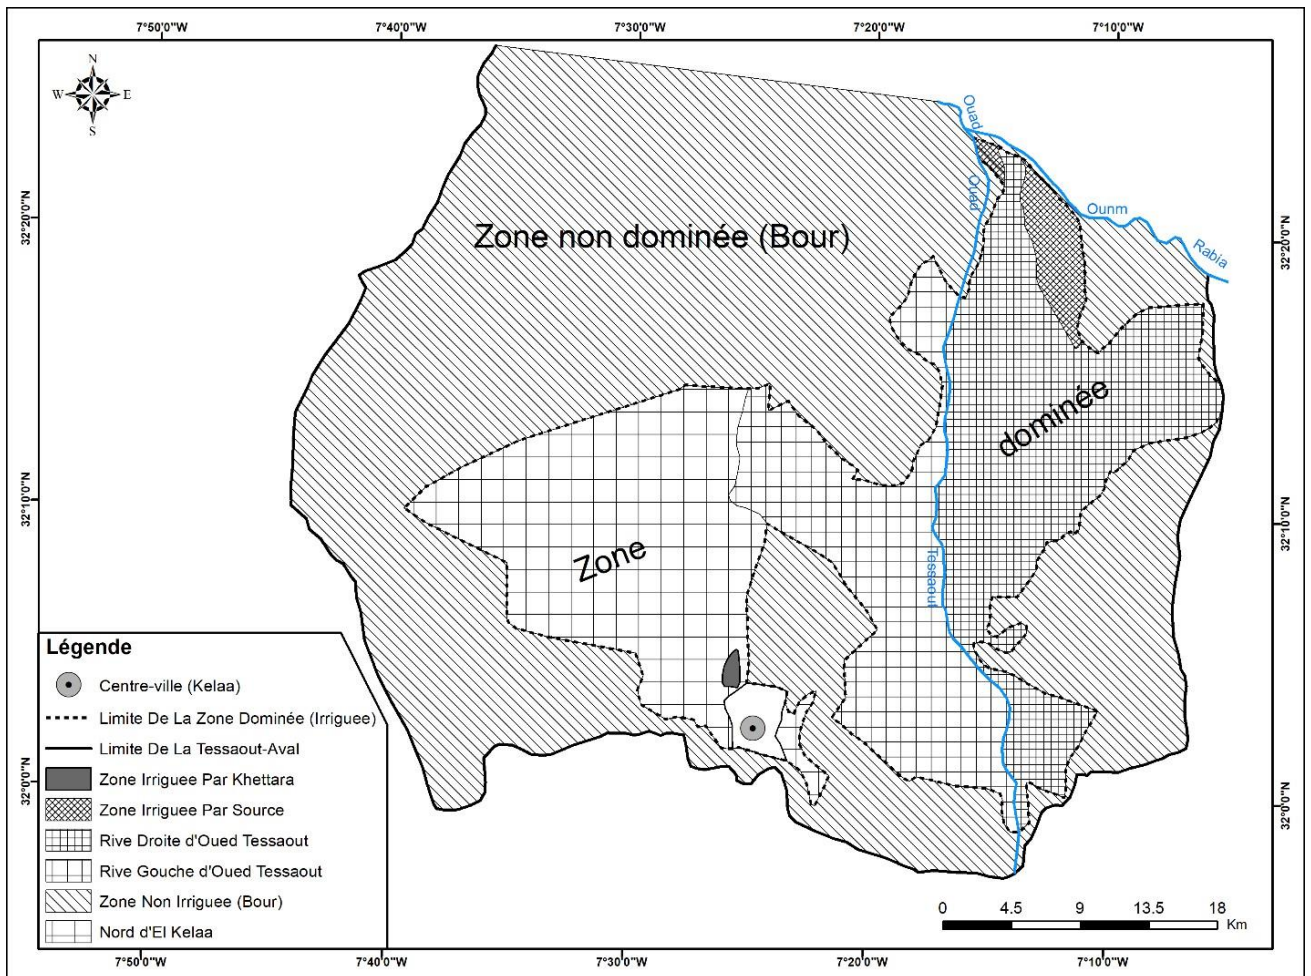 7°50'0"W 7°40'0"W 7°30'0"W 7°20'0"W 7°10'0"W
N
W E
S
32°20'0"N
32°10'0"N
32°0'0"N
Ouad
Ouad
Ounm
Rabia
32°20'0"N
32°10'0"N
32°0'0"N
Zone non dominée (Bour)
dominée
Zone
Tessaout
Légende
Centre-ville (Kelaa)
Limite De La Zone Dominée (Irriguee)
Limite De La Tessaout-Aval
Zone Irriguee Par Khettara
Zone Irriguee Par Source
Rive Droite d'Oued Tessaout
Rive Gouche d'Oued Tessaout
Zone Non Irriguee (Bour)
Nord d'El Kelaa
0 4.5 9 13.5 18
Km
7°50'0"W 7°40'0"W 7°30'0"W 7°20'0"W 7°10'0"W